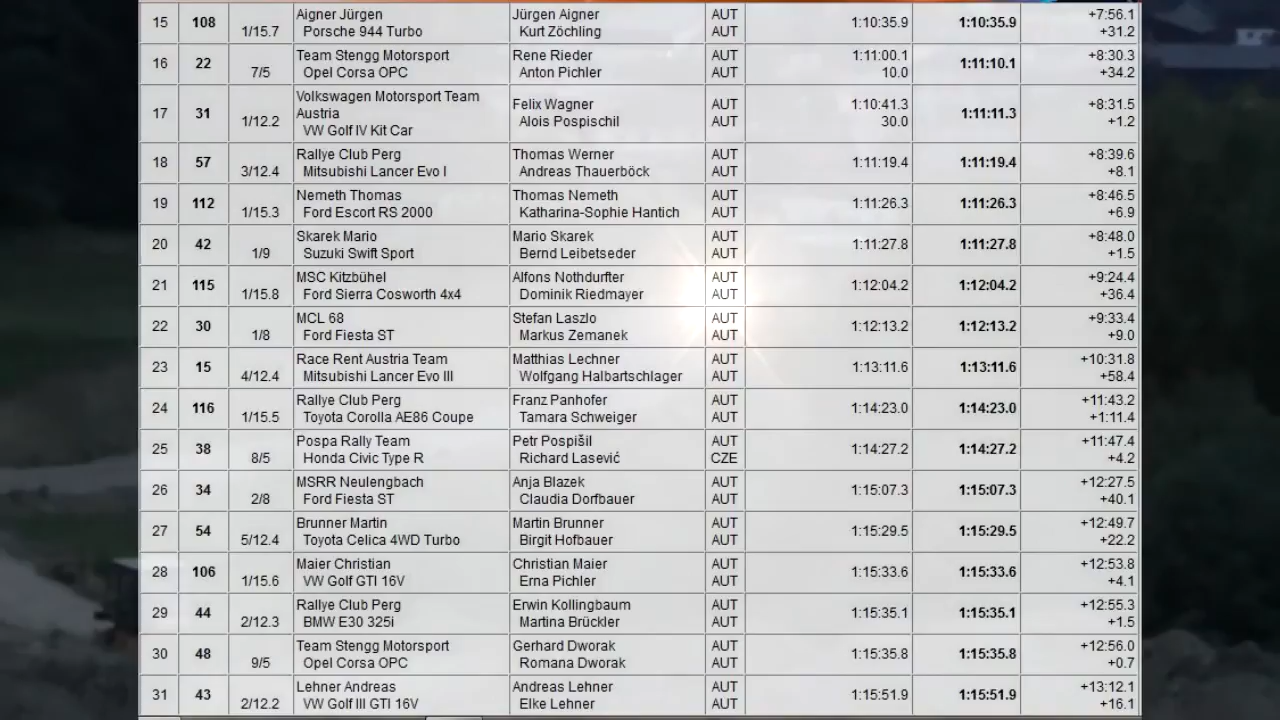 15 108 1/15.7 Aigner Jürgen Porsche 944 Turbo Jürgen Aigner Kurt Zöchling AUT AUT 1:10:35.9 1:10:35.9 +7:56.1 +31.2
16 22 7/5 Team Stengg Motorsport Opel Corsa OPC Rene Rieder Anton Pichler AUT AUT 1:11:00.1 10.0 1:11:10.1 +8:30.3 +34.2
17 31 1/12.2 Volkswagen Motorsport Team Austria VW Golf IV Kit Car Felix Wagner Alois Pospischil AUT AUT 1:10:41.3 30.0 1:11:11.3 +8:31.5 +1.2
18 57 3/12.4 Rallye Club Perg Mitsubishi Lancer Evo I Thomas Werner Andreas Thauerböck AUT AUT 1:11:19.4 1:11:19.4 +8:39.6 +8.1
19 112 1/15.3 Nemeth Thomas Ford Escort RS 2000 Thomas Nemeth Katharina-Sophie Hantich AUT AUT 1:11:26.3 1:11:26.3 +8:46.5 +6.9
20 42 1/9 Skarek Mario Suzuki Swift Sport Mario Skarek Bernd Leibetseder AUT AUT 1:11:27.8 1:11:27.8 +8:48.0 +1.5
21 115 1/15.8 MSC Kitzbühel Ford Sierra Cosworth 4x4 Alfons Nothdurfter Dominik Riedmayer AUT AUT 1:12:04.2 1:12:04.2 +9:24.4 +36.4
22 30 1/8 MCL 68 Ford Fiesta ST Stefan Laszlo Markus Zemanek AUT AUT 1:12:13.2 1:12:13.2 +9:33.4 +9.0
23 15 4/12.4 Race Rent Austria Team Mitsubishi Lancer Evo III Matthias Lechner Wolfgang Halbartschlager AUT AUT 1:13:11.6 1:13:11.6 +10:31.8 +58.4
24 116 1/15.5 Rallye Club Perg Toyota Corolla AE86 Coupe Franz Panhofer Tamara Schweiger AUT AUT 1:14:23.0 1:14:23.0 +11:43.2 +1:11.4
25 38 8/5 Pospa Rally Team Honda Civic Type R Petr Pospišil Richard Lasević AUT CZE 1:14:27.2 1:14:27.2 +11:47.4 +4.2
26 34 2/8 MSRR Neulengbach Ford Fiesta ST Anja Blazek Claudia Dorfbauer AUT AUT 1:15:07.3 1:15:07.3 +12:27.5 +40.1
27 54 5/12.4 Brunner Martin Toyota Celica 4WD Turbo Martin Brunner Birgit Hofbauer AUT AUT 1:15:29.5 1:15:29.5 +12:49.7 +22.2
28 106 1/15.6 Maier Christian VW Golf GTI 16V Christian Maier Erna Pichler AUT AUT 1:15:33.6 1:15:33.6 +12:53.8 +4.1
29 44 2/12.3 Rallye Club Perg BMW E30 325i Erwin Kollingbaum Martina Brückler AUT AUT 1:15:35.1 1:15:35.1 +12:55.3 +1.5
30 48 9/5 Team Stengg Motorsport Opel Corsa OPC Gerhard Dworak Romana Dworak AUT AUT 1:15:35.8 1:15:35.8 +12:56.0 +0.7
31 43 2/12.2 Lehner Andreas VW Golf III GTI 16V Andreas Lehner Elke Lehner AUT AUT 1:15:51.9 1:15:51.9 +13:12.1 +16.1